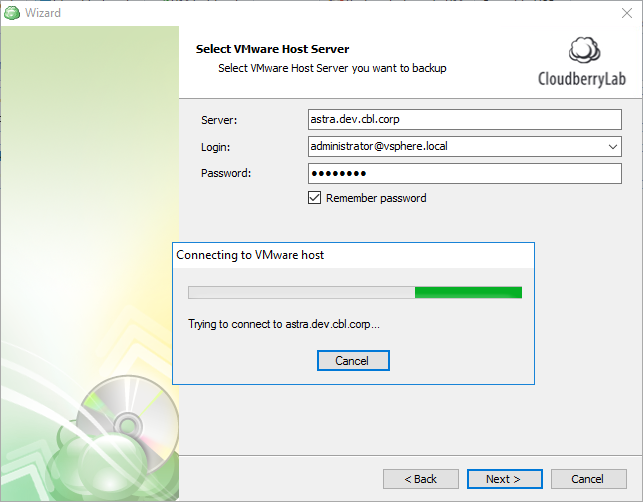 Wizard
Select VMware Host Server
Select VMware Host Server you want to backup
CloudberryLab
Server:
astra.dev.cbl.corp
Login:
administrator@vsphere.local
Password:
●●●●●●●●
Remember password
Connecting to VMware host
Trying to connect to astra.dev.cbl.corp...
Cancel
< Back
Next >
Cancel